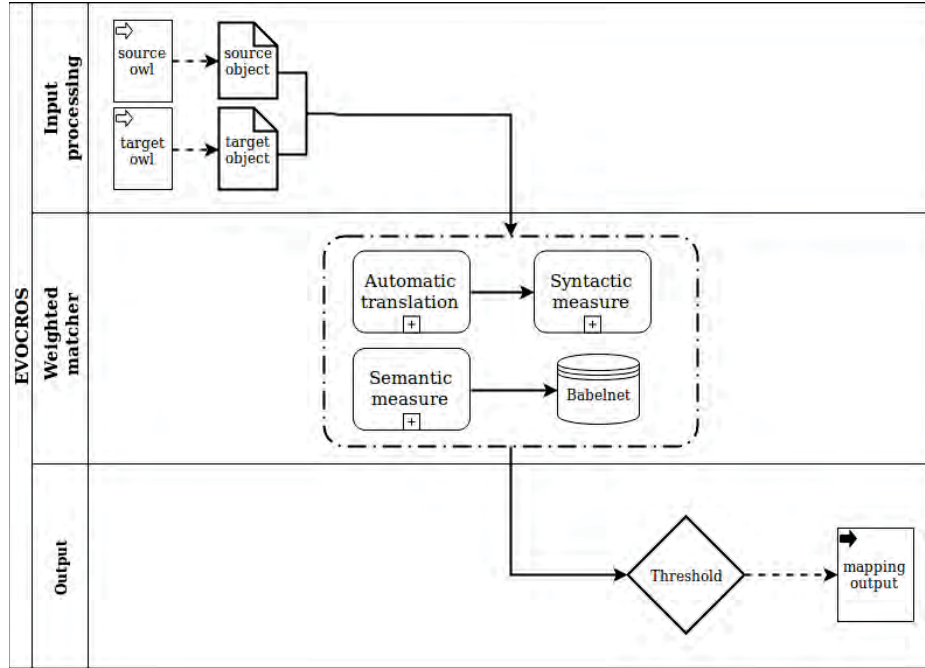 EVOCROS
Input
processing
source
owl
source
object
target
owl
target
object
Weighted
matcher
Automatic
translation
+
Syntactic
measure
+
Semantic
measure
+
Babelnet
Output
Threshold
mapping
output